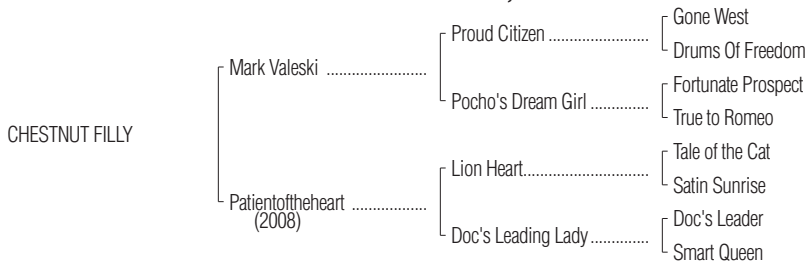 Gone West
Proud Citizen ........................
Drums Of Freedom
Mark Valeski ........................
Fortunate Prospect
Pocho's Dream Girl ..............
True to Romeo
CHESTNUT FILLY
Tale of the Cat
Lion Heart..............................
Satin Sunrise
Patientoftheheart ..................
(2008)
Doc's Leader
Doc's Leading Lady ..............
Smart Queen